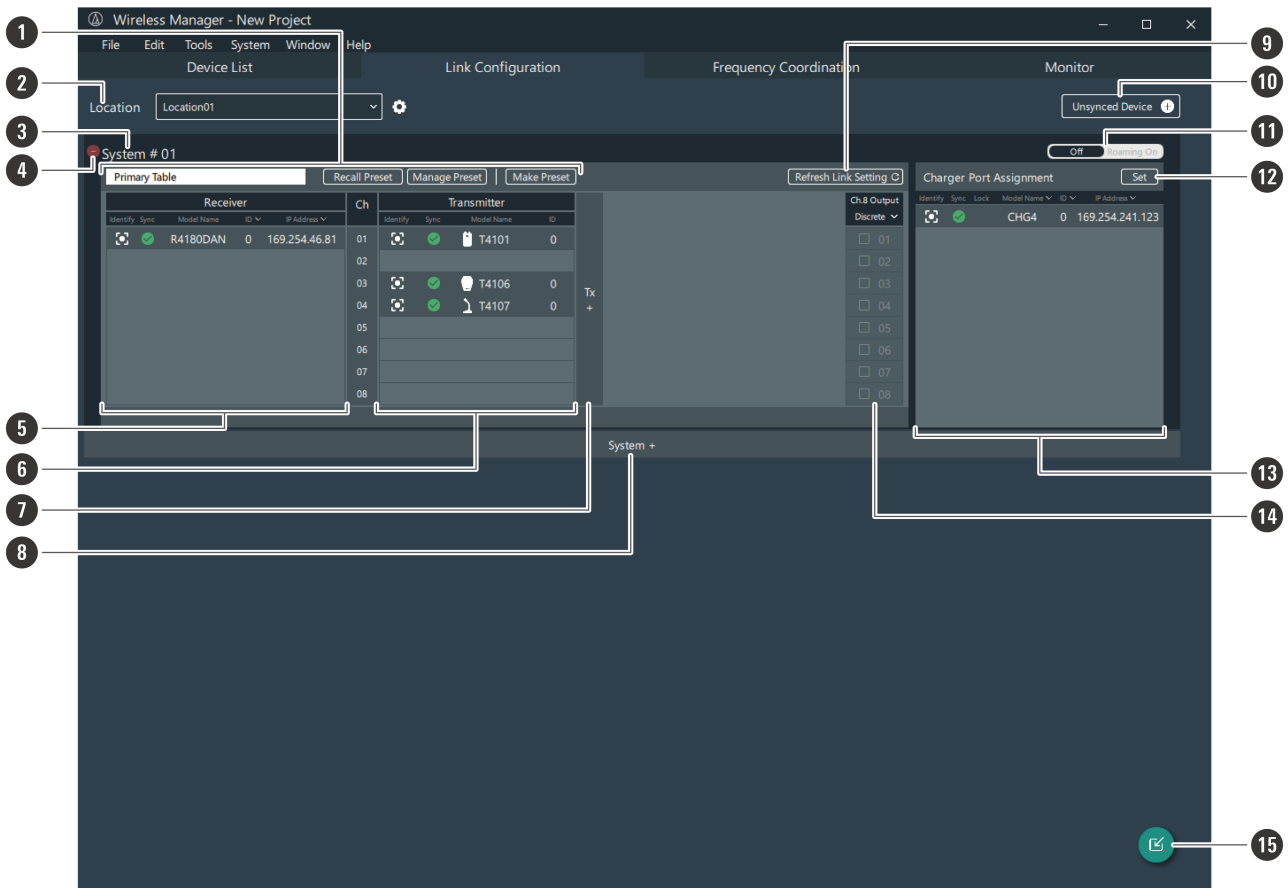 Wireless Manager - New Project
File Edit Tools System Window Help
Device List Link Configuration Frequency Coordination Monitor
Location Location01 Unsynced Device
System # 01 Off Roaming On
Primary Table Recall Preset Manage Preset Make Preset Refresh Link Setting Charger Port Assignment Set
Receiver Ch Transmitter Ch.8 Output
Identify Sync Model Name ID IP Address Identify Sync Model Name ID Discrete Identify Sync Lock Model Name ID IP Address
R4180DAN 0 169.254.46.81 01 T4101 0 01 CHG4 0 169.254.241.123
02 02
03 T4106 0 03
Tx
04 T4107 0 + 04
05 05
06 06
07 07
08 08
System +
1
2
3
4
5
6
7
8
9
10
11
12
13
14
15